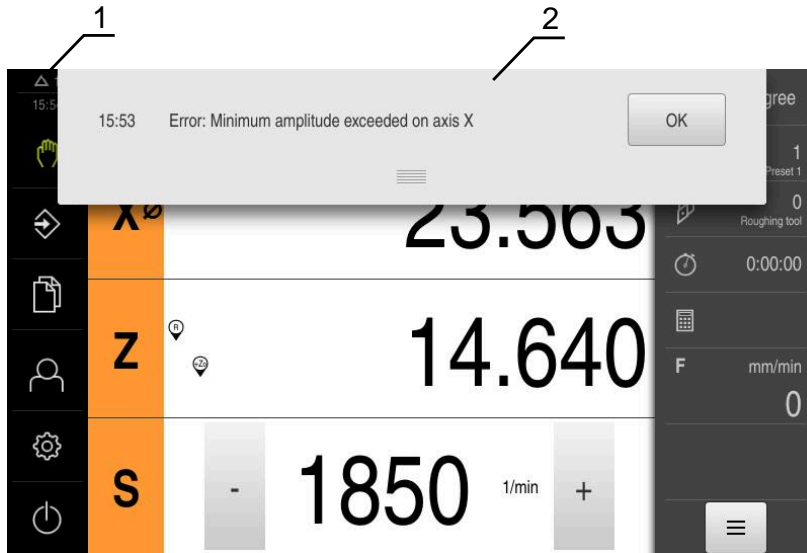 1
2
15:53 Error: Minimum amplitude exceeded on axis X OK
gree
1
Preset 1
X Ø 23.563
0
Roughing tool
0:00:00
Z R +Z0 14.640
F mm/min
0
S - 1850 1/min +